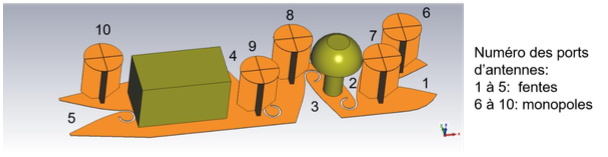 6
8
7
10
9
4
1
2
3
5
Numéro des ports
d'antennes:
1 à 5: fentes
6 à 10: monopoles